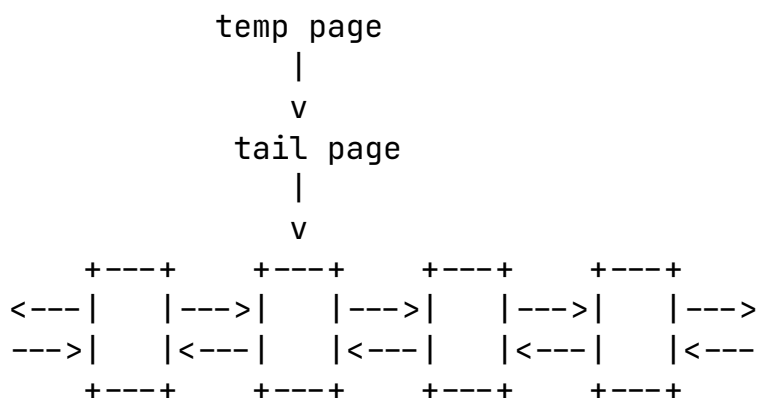 temp page
                |
                v
             tail page
                |
                v
    +---+    +---+    +---+    +---+
<---|   |--->|   |--->|   |--->|   |--->
--->|   |<---|   |<---|   |<---|   |<---
    +---+    +---+    +---+    +---+